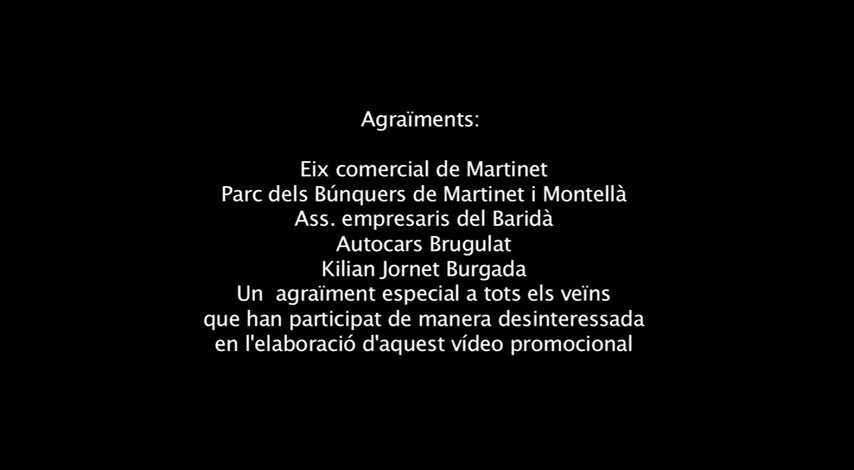 Agraïments:
Eix comercial de Martinet
Parc dels Búnquers de Martinet i Montellà
Ass. empresaris del Baridà
Autocars Brugulat
Kilian Jornet Burgada
Un  agraïment especial a tots els veïns
que han participat de manera desinteressada
en l'elaboració d'aquest vídeo promocional